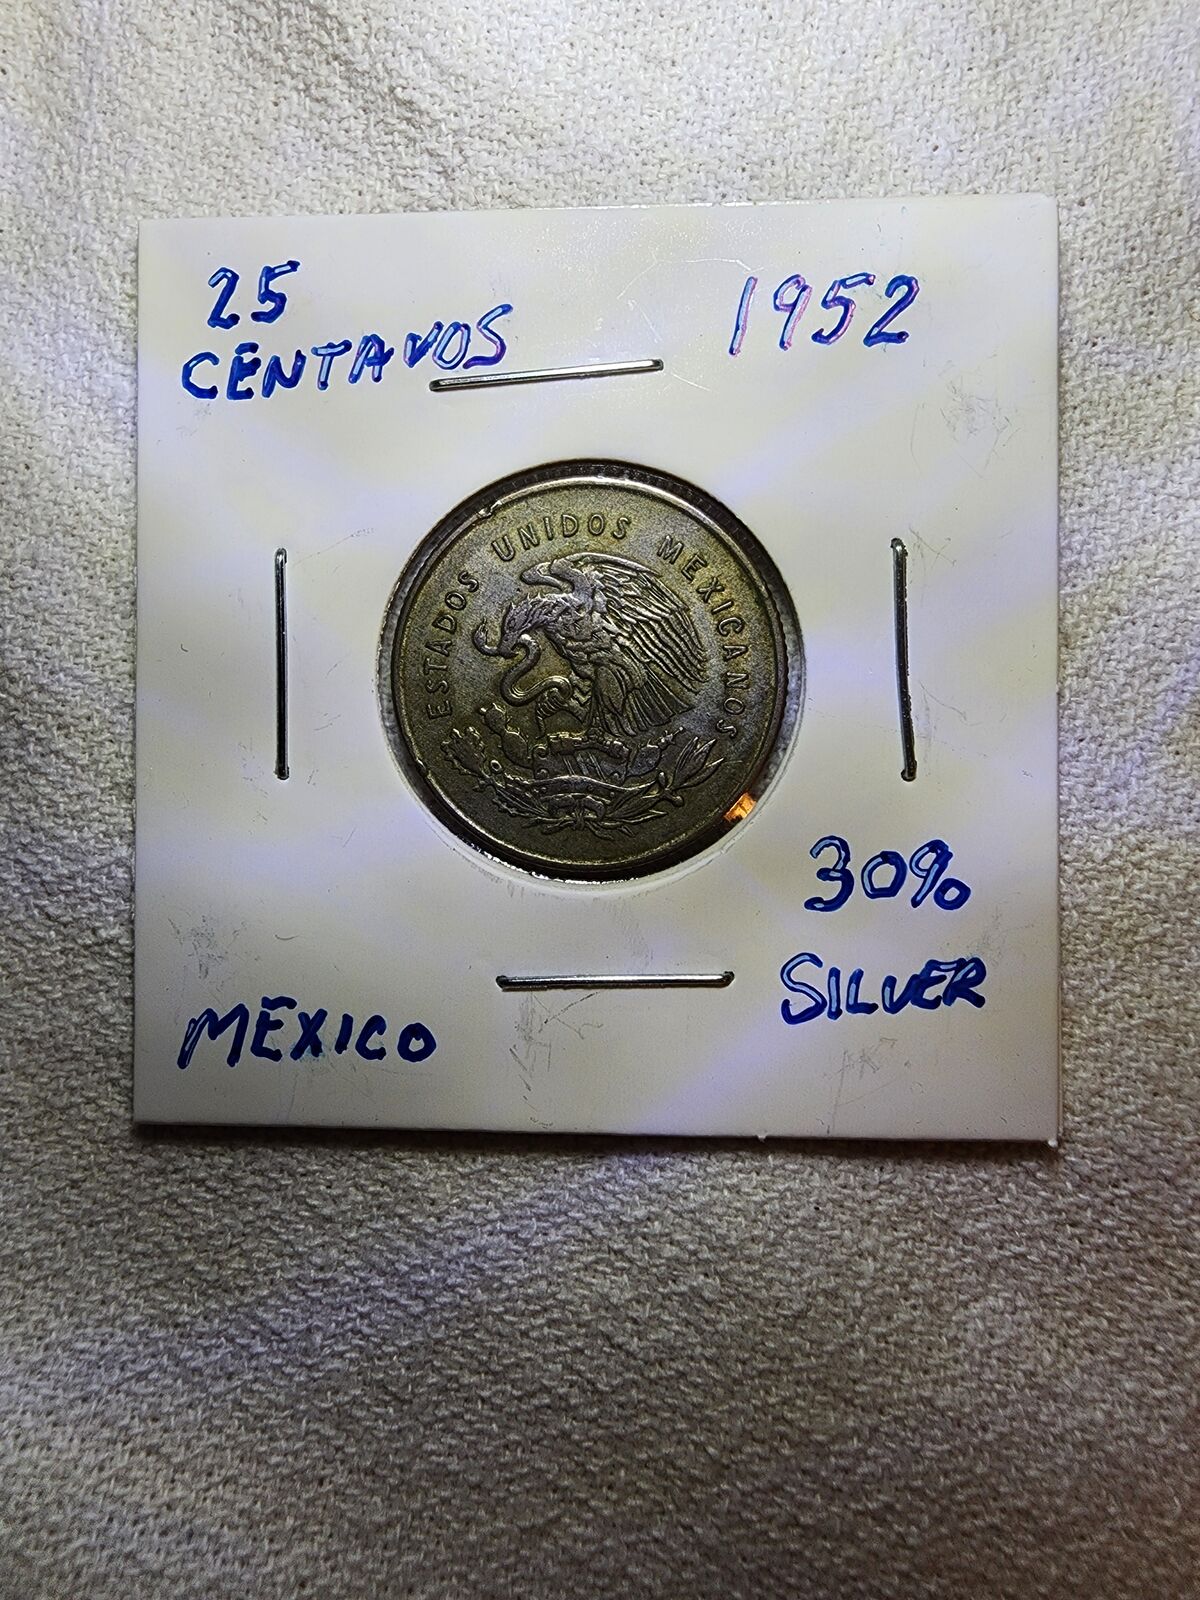 25
CENTAVOS
1952
ESTADOS UNIDOS MEXICANOS
30%
SILVER
MEXICO